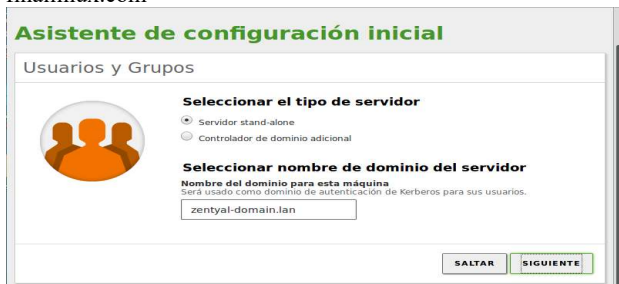 Asistente de configuración inicial
Usuarios y Grupos
Seleccionar el tipo de servidor
Servidor stand-alone
Controlador de dominio adicional
Seleccionar nombre de dominio del servidor
Nombre del dominio para esta máquina
Será usado como dominio de autenticación de Kerberos para sus usuarios.
zentyal-domain.lan
SALTAR SIGUIENTE